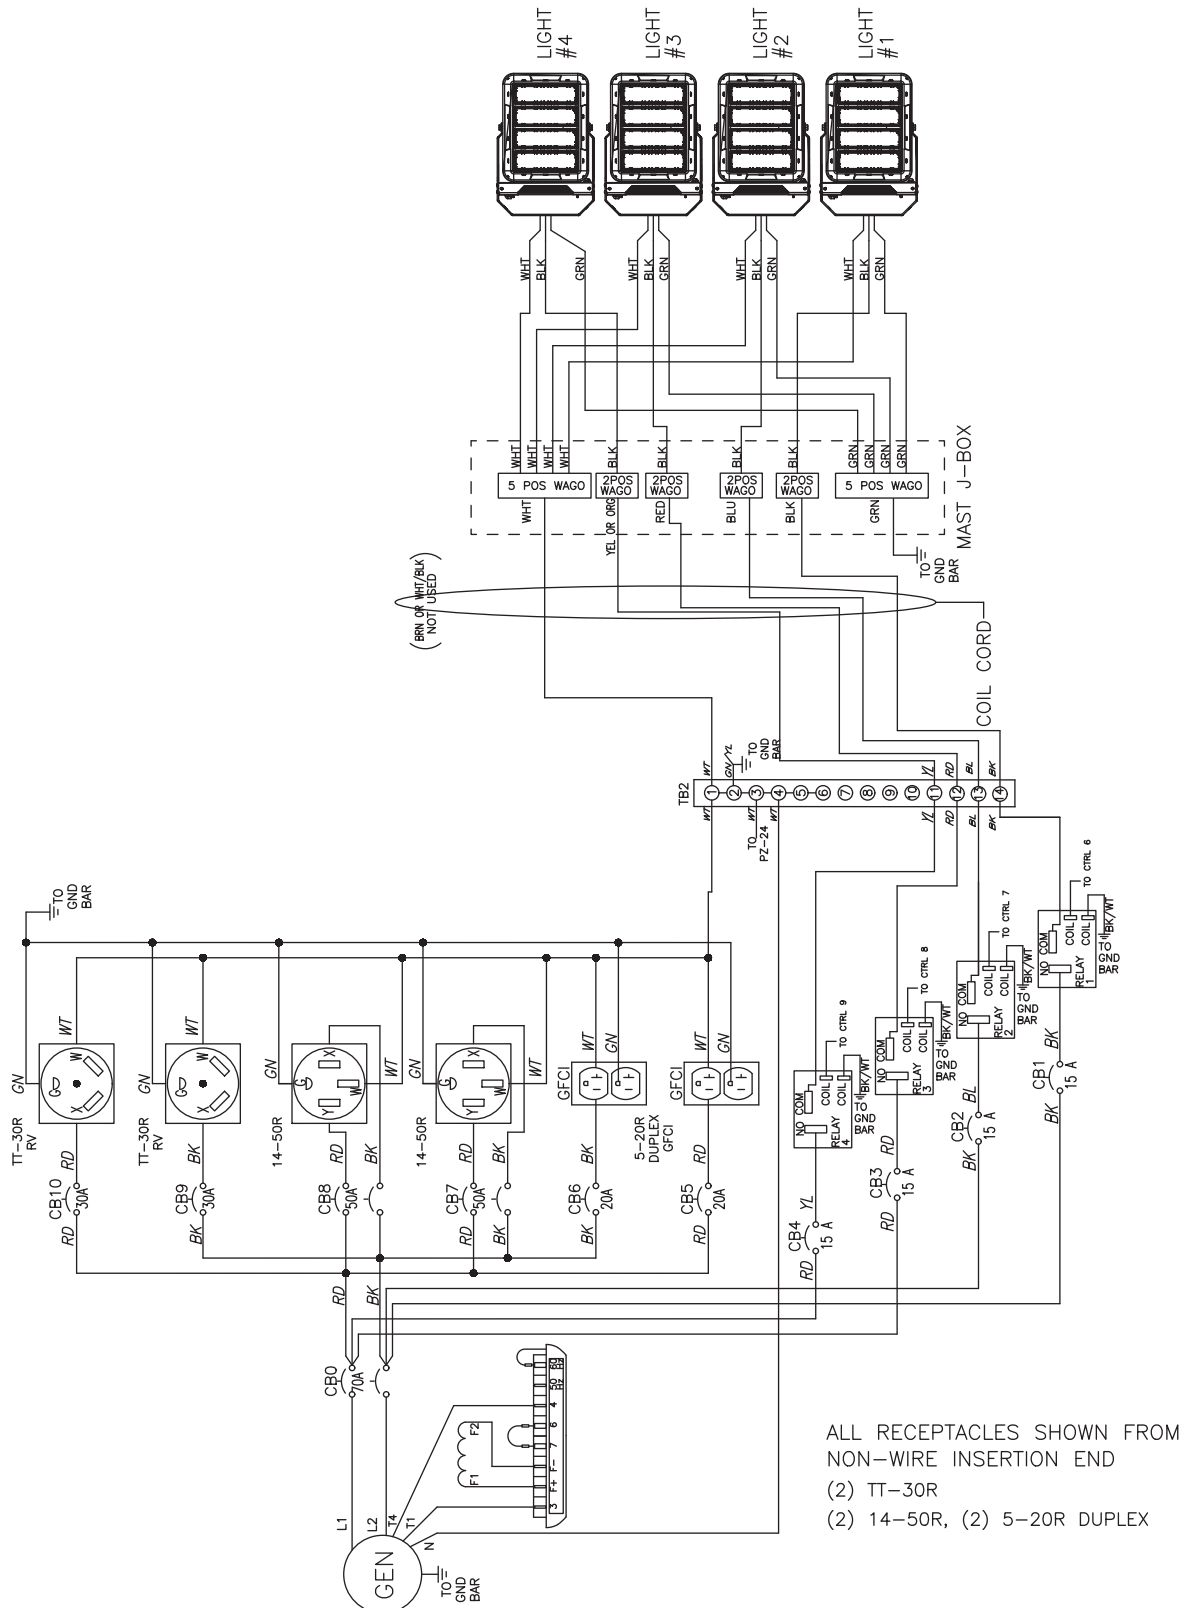 LIGHT
#4
LIGHT
#3
LIGHT
#2
LIGHT
#1
WHT
BLK
GRN
WHT
BLK
GRN
WHT
BLK
GRN
WHT
BLK
GRN
WHT
WHT
WHT
WHT
BLK
BLK
BLK
BLK
GRN
GRN
GRN
GRN
5 POS WAGO
2POS
WAGO
2POS
WAGO
2POS
WAGO
2POS
WAGO
5 POS WAGO
WHT
YEL OR ORG
RED
BLU
BLK
GRN
MAST J-BOX
TO
GND
BAR
(BRN OR WHT/BLK)
NOT USED
COIL CORD
TB2
WT
GN/YL
TO
GND
BAR
YL
RD
BL
BK
1
2
3
4
5
6
7
8
9
10
11
12
13
14
WT
WT
WT
YL
RD
BL
BK
TO
PZ-24
TO
GND
BAR
GN
WT
GN
WT
GN
WT
GN
WT
WT
GN
WT
GN
G
W
X
G
W
X
G
X
W
Y
G
X
W
Y
GFCI
GFCI
TT-30R
RV
TT-30R
RV
14-50R
14-50R
5-20R
DUPLEX
GFCI
RD
BK
RD
BK
RD
BK
BK
RD
CB10
30A
CB9
30A
CB8
50A
CB7
50A
CB6
20A
CB5
20A
RD
BK
RD
BK
RD
BK
BK
RD
RD
BK
NO
COM
COIL
COIL
RELAY
4
TO CTRL 9
BK/WT
TO
GND
BAR
NO
COM
COIL
COIL
RELAY
3
TO CTRL 8
BK/WT
TO
GND
BAR
NO
COM
COIL
COIL
RELAY
2
TO CTRL 7
BK/WT
TO
GND
BAR
NO
COM
COIL
COIL
RELAY
1
TO CTRL 6
BK/WT
TO
GND
BAR
YL
CB4
15 A
RD
RD
CB3
15 A
RD
BL
CB2
15 A
BK
BK
CB1
15 A
BK
CB0
70A
L1
L2
T4
T1
N
GEN
TO
GND
BAR
F1
F2
3
F+
F-
7
6
4
50
HZ
60
HZ
ALL RECEPTACLES SHOWN FROM
NON-WIRE INSERTION END
(2) TT-30R
(2) 14-50R, (2) 5-20R DUPLEX